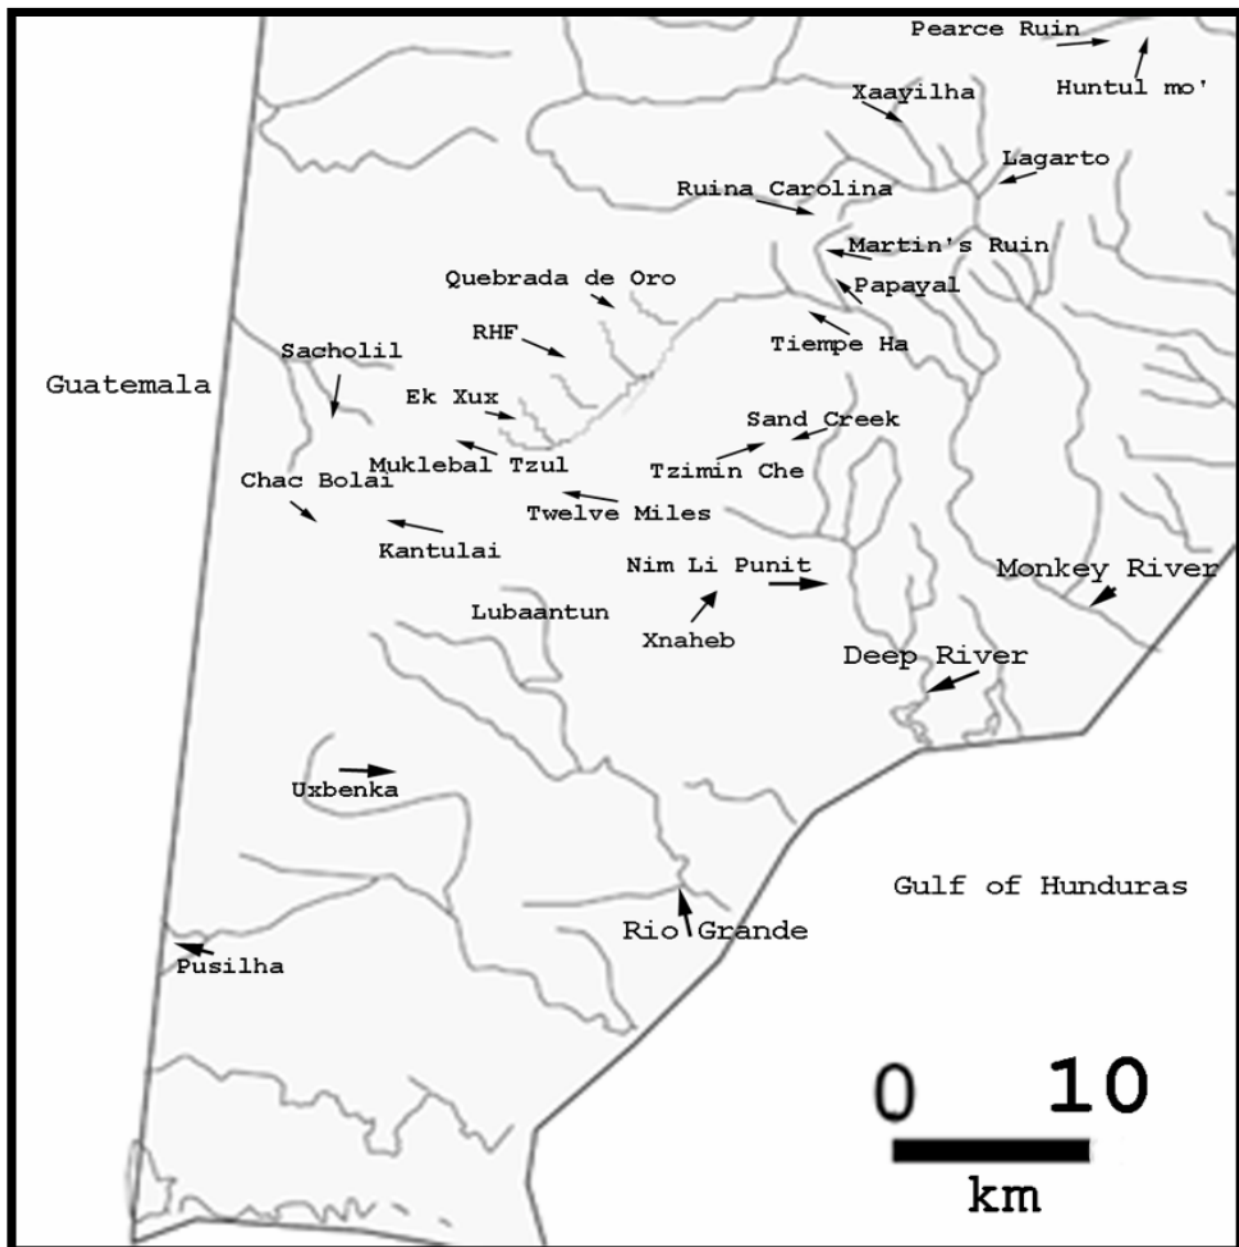 Pearce Ruin
Huntul mo'
Xaayilha
Lagarto
Ruina Carolina
Martin's Ruin
Quebrada de Oro
Papayal
RHF
Tiempe Ha
Sacholil
Guatemala
Ek Xux
Sand Creek
Muklebal Tzul
Tzimin Che
Chac Bolai
Twelve Miles
Kantulai
Nim Li Punit
Monkey River
Lubaantun
Xnaheb
Deep River
Uxbenka
Gulf of Hunduras
Rio Grande
Pusilha
0 10
km